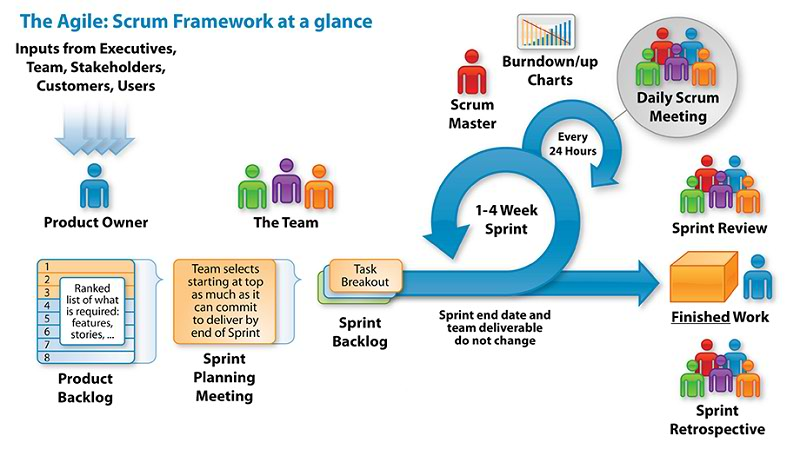 The Agile: Scrum Framework at a glance
Inputs from Executives,
Team, Stakeholders,
Customers, Users
Product Owner
The Team
Scrum
Master
Burndown/up
Charts
Daily Scrum
Meeting
Every
24 Hours
1-4 Week
Sprint
Sprint Review
1
2
3
4
5
6
7
8
Ranked
list of what
is required:
features,
stories, ...
Product
Backlog
Team selects
starting at top
as much as it
can commit
to deliver by
end of Sprint
Sprint
Planning
Meeting
Task
Breakout
Sprint
Backlog
Sprint end date and
team deliverable
do not change
Finished Work
Sprint
Retrospective